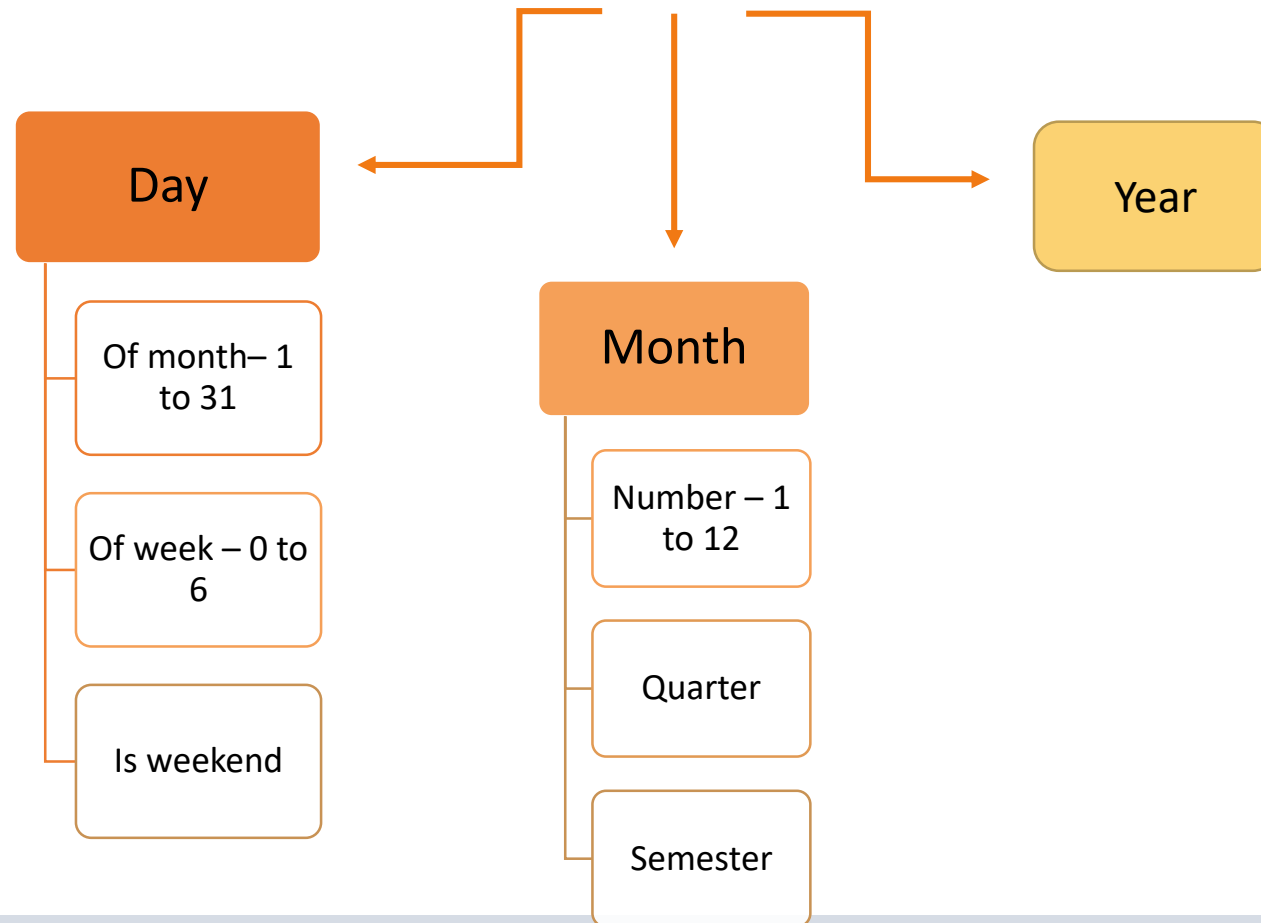 Day
Of month– 1
to 31
Of week – 0 to
6
Is weekend
Month
Number – 1
to 12
Quarter
Semester
Year